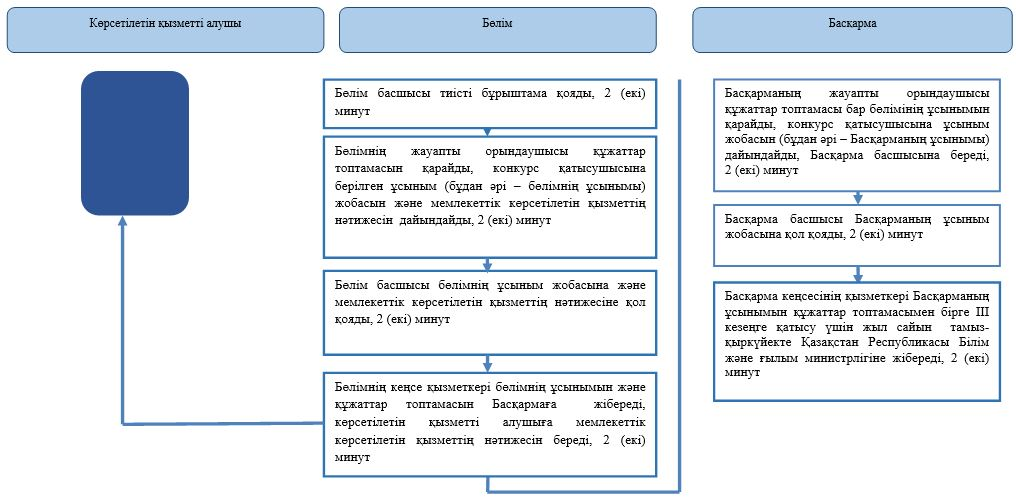 Көрсетілетін қызметті алушы
Бөлім
Басқарма
Бөлім басшысы тиісті бұрыштама қояды, 2 (екі)
минут
Бөлімнің жауапты орындаушысы құжаттар
топтамасын қарайды, конкурс қатысушысына
берілген ұсыным (бұдан әрі – бөлімнің ұсынымы)
жобасын және мемлекеттік көрсетілетін қызметтің
нәтижесін дайындайды, 2 (екі) минут
Бөлім басшысы бөлімнің ұсыным жобасына және
мемлекеттік көрсетілетін қызметтің нәтижесіне қол
қояды, 2 (екі) минут
Бөлімнің кеңсе қызметкері бөлімнің ұсынымын және
құжаттар топтамасын Басқармаға жібереді,
көрсетілетін қызметті алушыға мемлекеттік
көрсетілетін қызметтің нәтижесін береді, 2 (екі)
минут
Басқарманың жауапты орындаушысы
құжаттар топтамасы бар бөлімінің ұсынымын
қарайды, конкурс қатысушысына ұсыным
жобасын (бұдан әрі – Басқарманың ұсынымы)
дайындайды, Басқарма басшысына береді,
2 (екі) минут
Басқарма басшысы Басқарманың ұсыным
жобасына қол қояды, 2 (екі) минут
Басқарма кеңсесінің қызметкері Басқарманың
ұсынымын құжаттар топтамасымен бірге III
кезеңге қатысу үшін жыл сайын тамыз-
қыркүйекте Қазақстан Республикасы Білім
және ғылым министрлігіне жібереді, 2 (екі)
минут